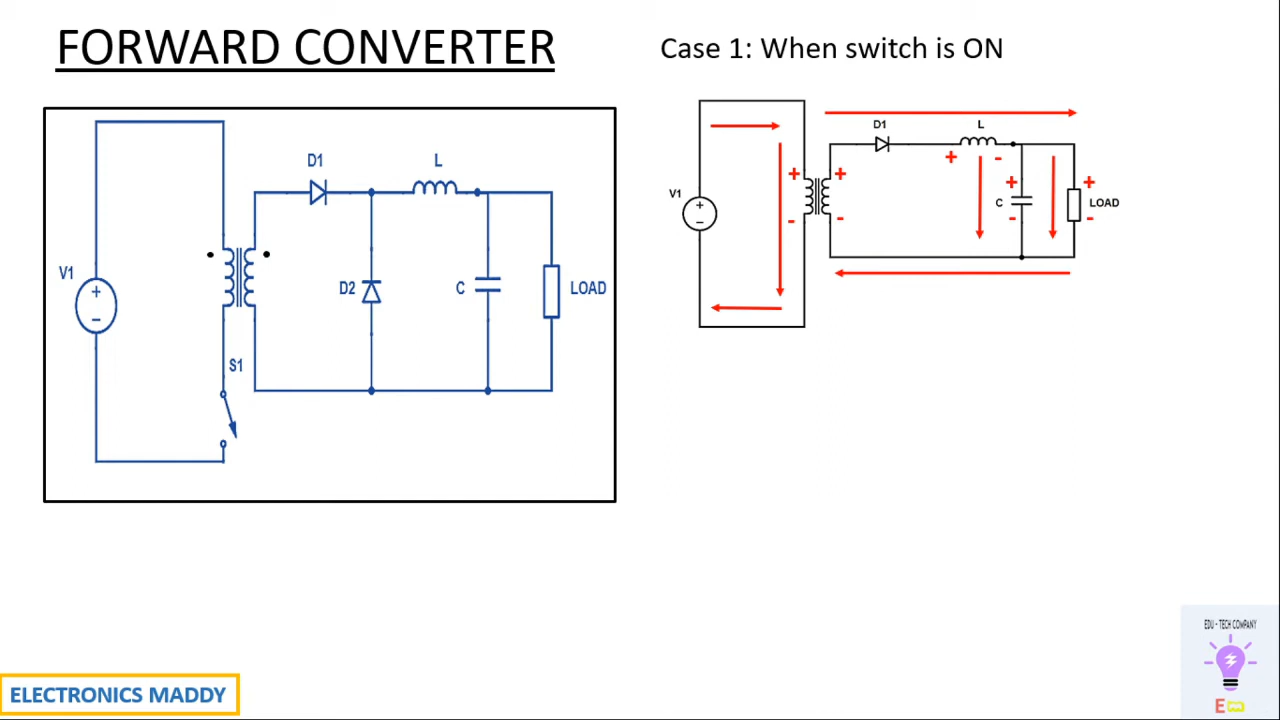 FORWARD CONVERTER
Case 1: When switch is ON
D1
L
V1
+
−
D2
C
LOAD
S1
D1
L
+
-
+
-
+
-
V1
+
−
+
-
C
+
-
LOAD
EDU - TECH COMPANY
Em
ELECTRONICS MADDY